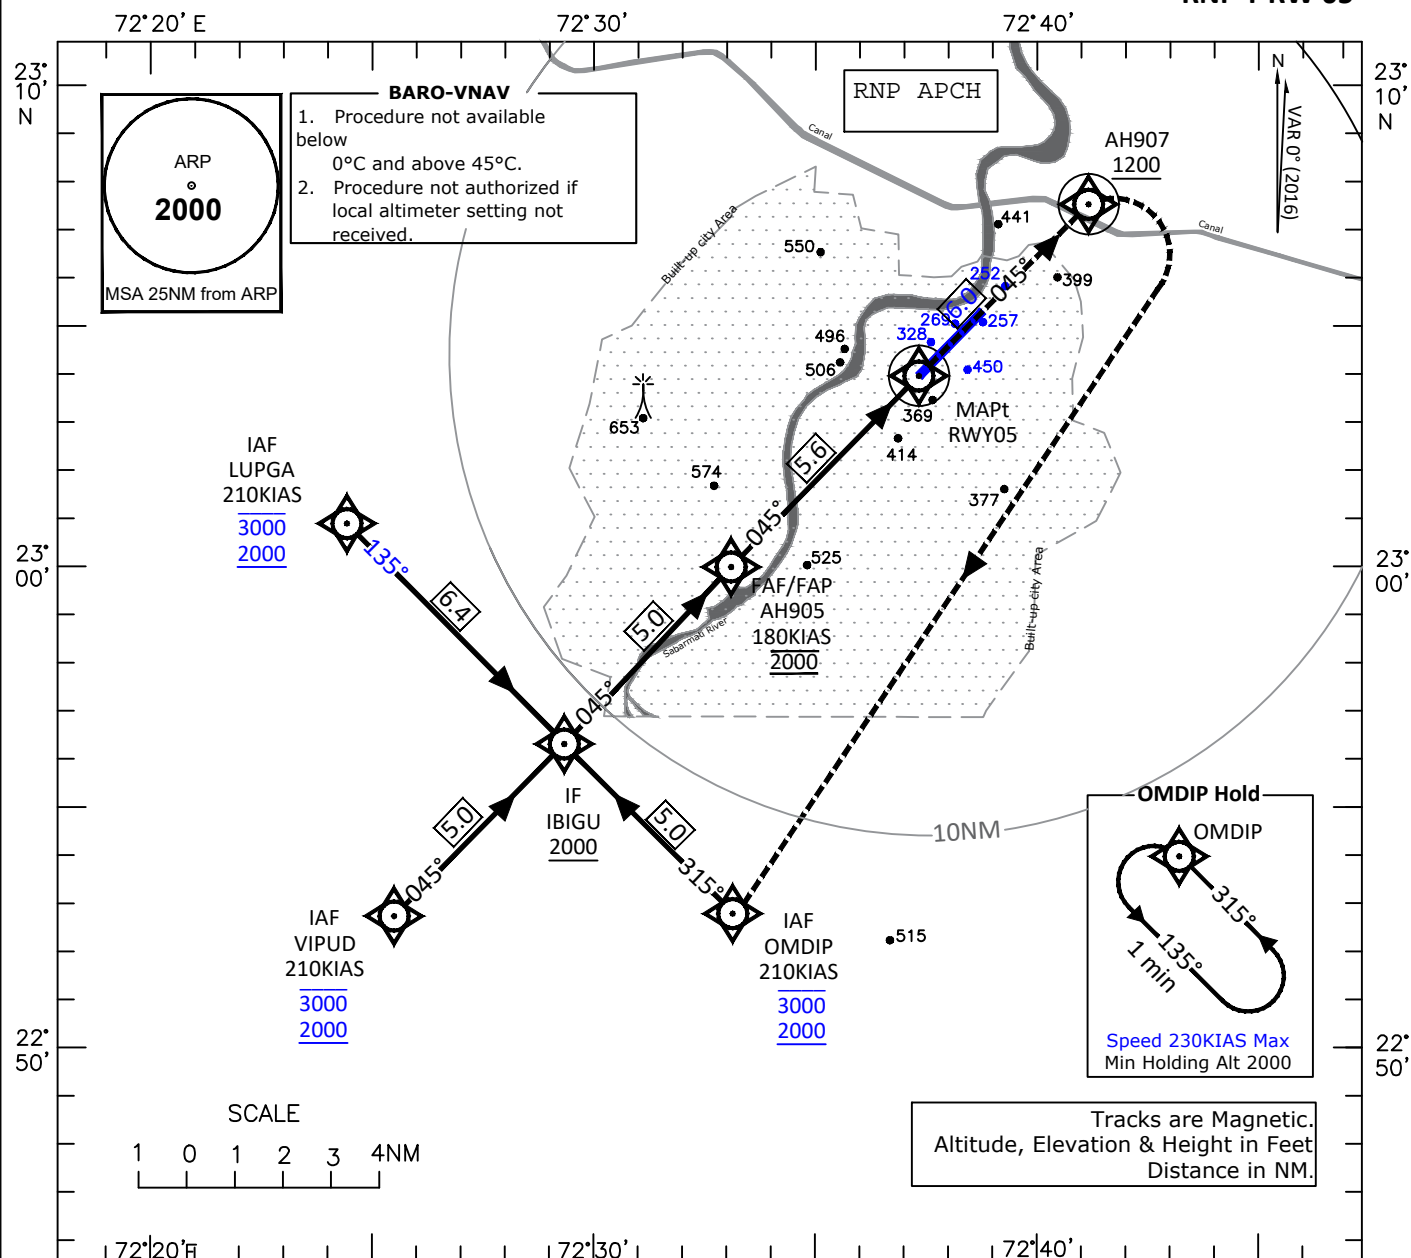 72° 20' E
72° 30'
72° 40'
23°
10'
N
23°
10'
N
ARP
2000
MSA 25NM from ARP
BARO-VNAV
1. Procedure not available
below
0°C and above 45°C.
2. Procedure not authorized if
local altimeter setting not
received.
RNP APCH
N
VAR 0° (2016)
AH907
1200
Canal
Canal
Built-up city Area
441
550
399
252
045°
6.0
269
257
328
496
506
450
369
MAPt
RWY05
653
414
5.6
574
377
045°
525
IAF
LUPGA
210KIAS
3000
2000
135°
6.4
23°
00'
23°
00'
FAF/FAP
AH905
180KIAS
2000
5.0
Sabarmati River
Built-up city Area
045°
IF
IBIGU
2000
5.0
045°
5.0
315°
10NM
IAF
VIPUD
210KIAS
3000
2000
IAF
OMDIP
210KIAS
3000
2000
515
OMDIP Hold
OMDIP
315°
135°
1 min
Speed 230KIAS Max
Min Holding Alt 2000
22°
50'
22°
50'
SCALE
1 0 1 2 3 4NM
Tracks are Magnetic.
Altitude, Elevation & Height in Feet
Distance in NM.
72° 20'
72° 30'
72° 40'